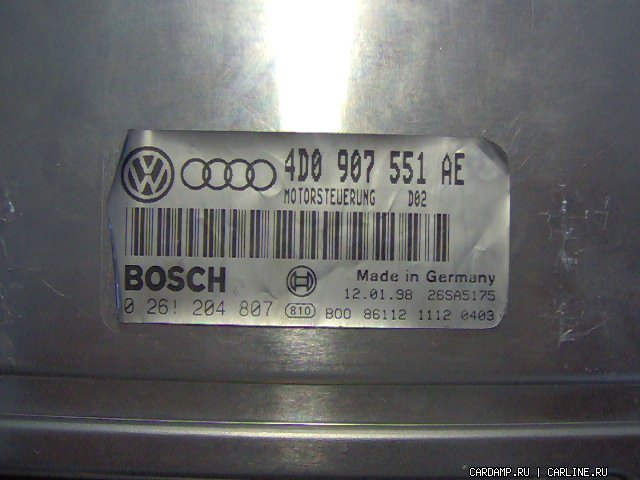 4D0 907 551 AE
MOTORSTEUERUNG D02
BOSCH
Made in Germany
12.01.98 26SA5175
0 261 204 807 810 BOO 86112 1112 0403
CARDAMP.RU | CARLINE.RU